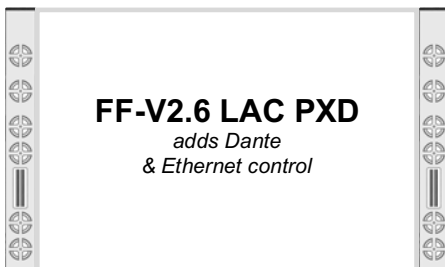 FF-V2.6 LAC PXD
adds Dante
& Ethernet control